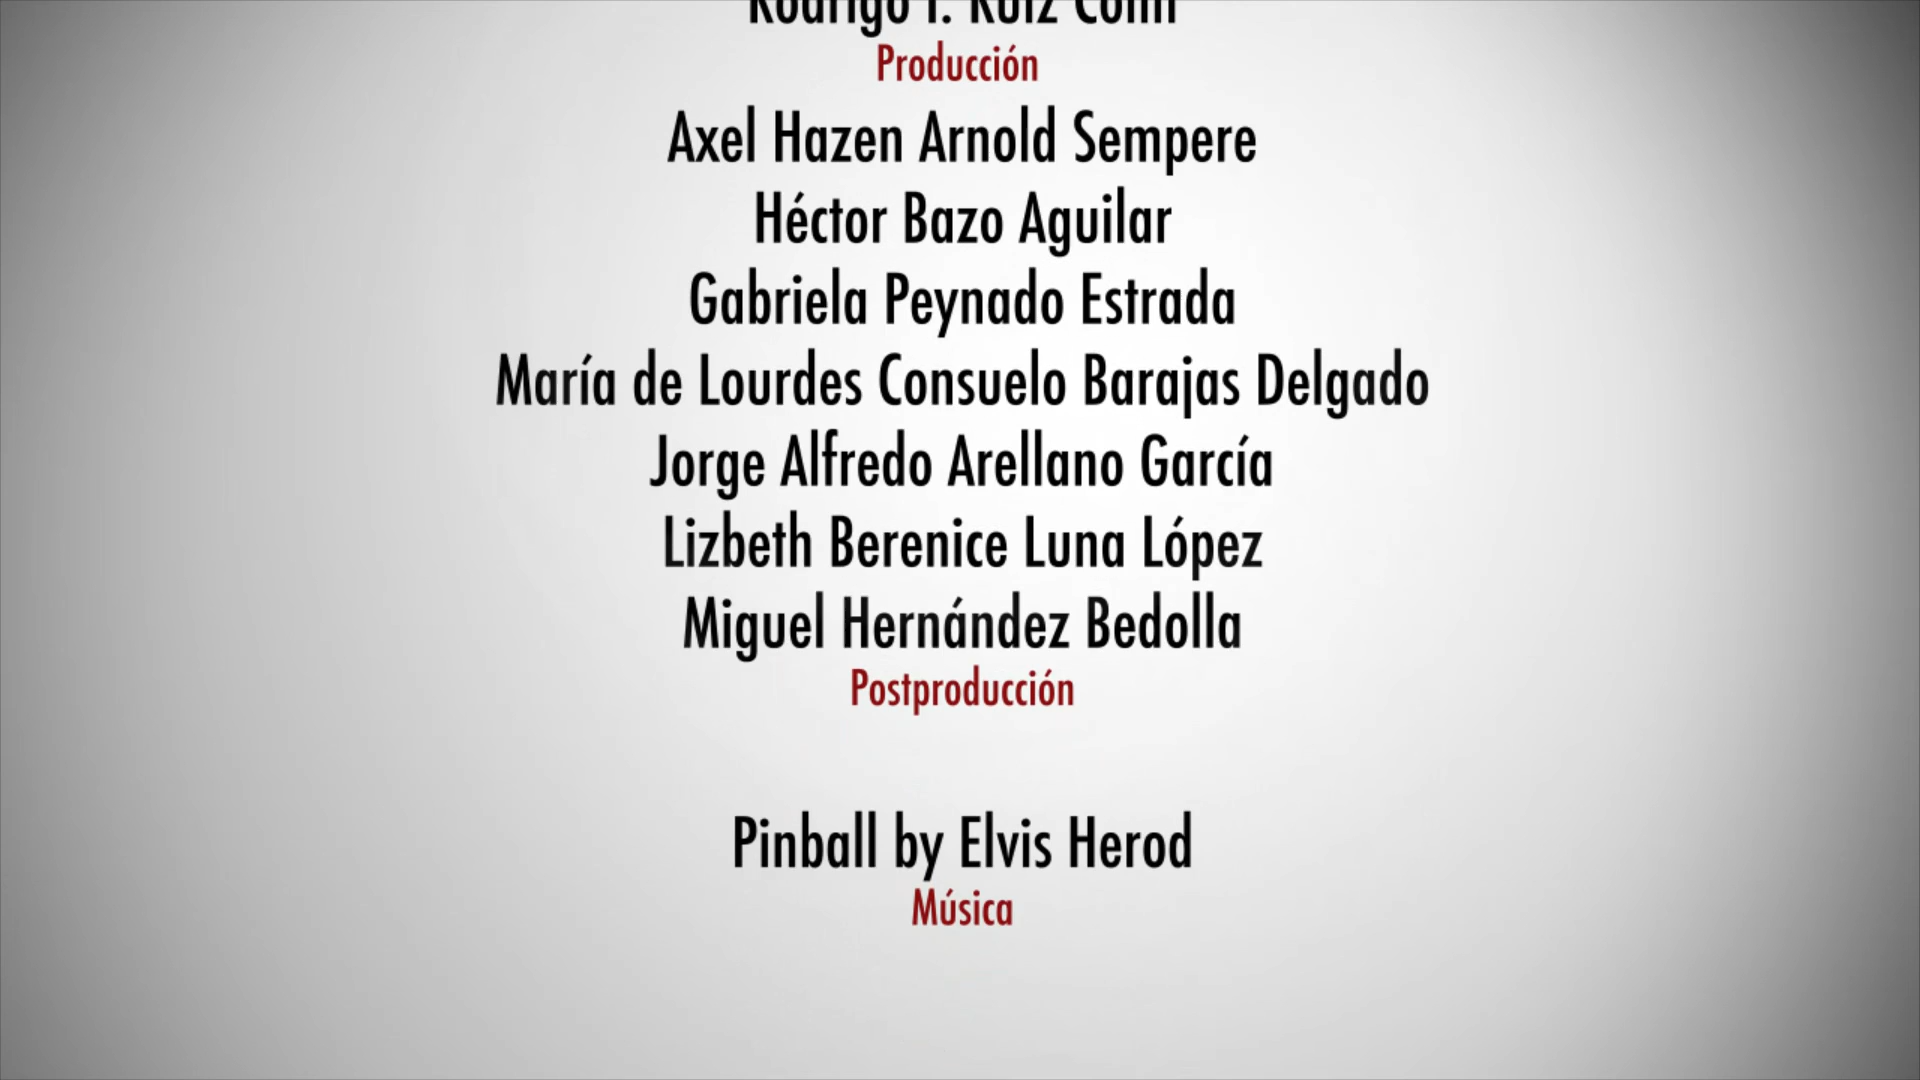 Rodrigo
Producción
Axel Hazen Arnold Sempere
Héctor Bazo Aguilar
Gabriela Peynado Estrada
María de Lourdes Consuelo Barajas Delgado
Jorge Alfredo Arellano García
Lizbeth Berenice Luna López
Miguel Hernández Bedolla
Postproducción
Pinball by Elvis Herod
Música